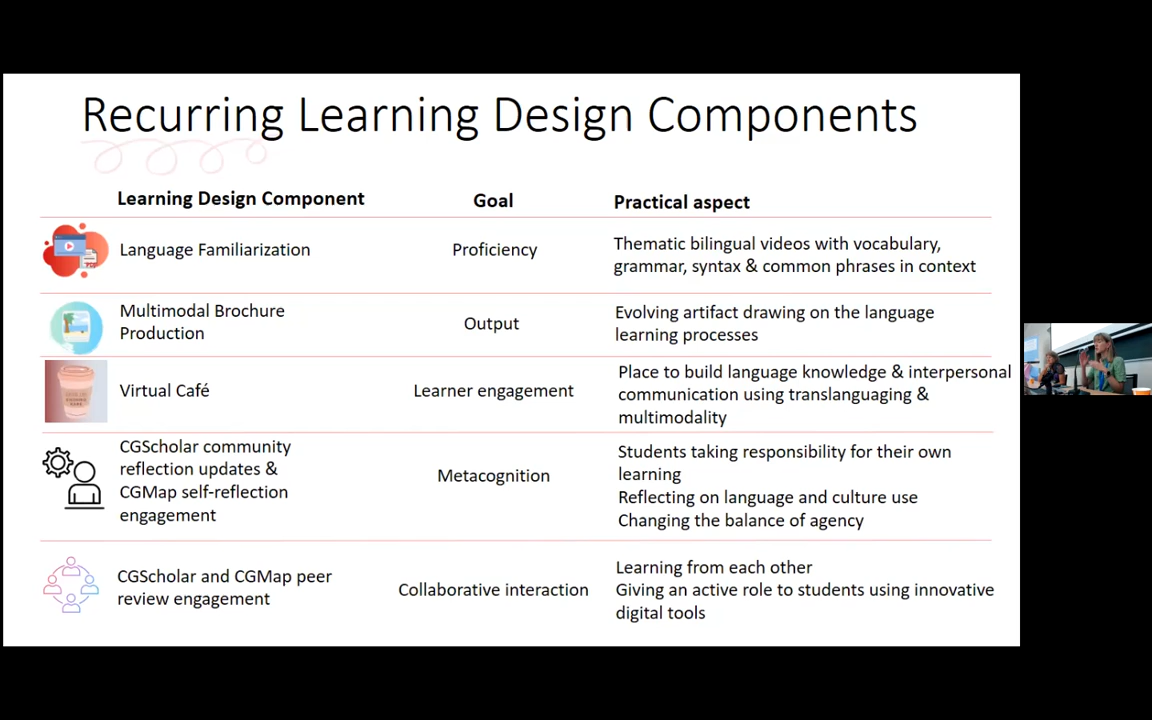 Recurring Learning Design Components
Learning Design Component
Goal
Practical aspect
Language Familiarization
Proficiency
Thematic bilingual videos with vocabulary,
grammar, syntax & common phrases in context
Multimodal Brochure
Production
Output
Evolving artifact drawing on the language
learning processes
Virtual Café
Learner engagement
Place to build language knowledge & interpersonal
communication using translanguaging &
multimodality
CGScholar community
reflection updates &
CGMap self-reflection
engagement
Metacognition
Students taking responsibility for their own
learning
Reflecting on language and culture use
Changing the balance of agency
CGScholar and CGMap peer
review engagement
Collaborative interaction
Learning from each other
Giving an active role to students using innovative
digital tools